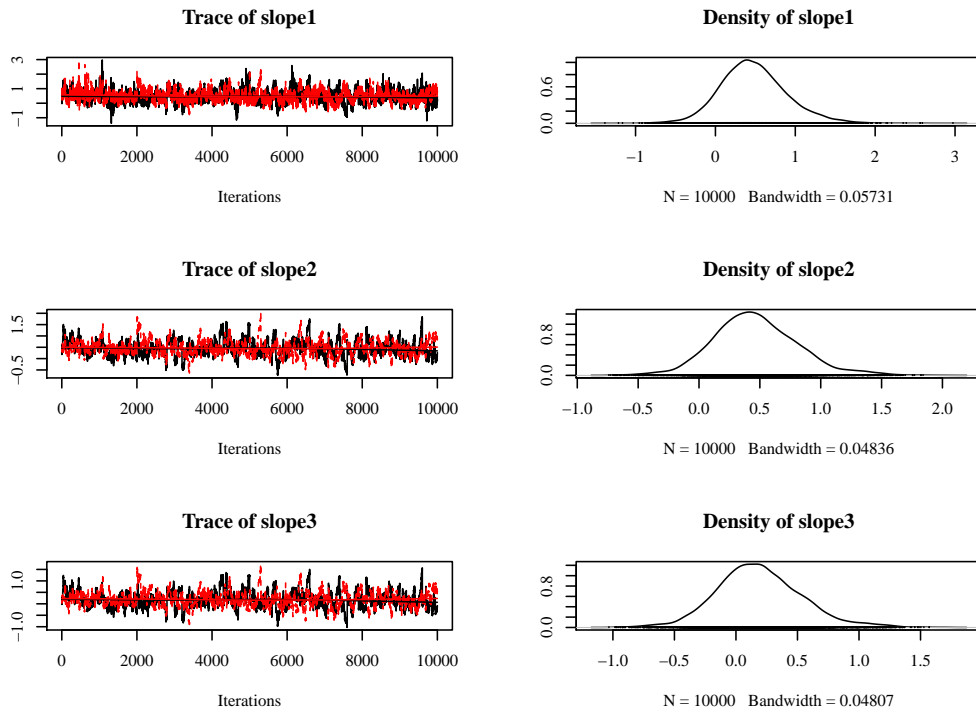 Trace of slope1
3
1
−1
0 2000 4000 6000 8000 10000
Iterations
Density of slope1
0.6
0.0
−1 0 1 2 3
N = 10000 Bandwidth = 0.05731
Trace of slope2
1.5
−0.5
0 2000 4000 6000 8000 10000
Iterations
Density of slope2
0.8
0.0
−1.0 −0.5 0.0 0.5 1.0 1.5 2.0
N = 10000 Bandwidth = 0.04836
Trace of slope3
1.0
−1.0
0 2000 4000 6000 8000 10000
Iterations
Density of slope3
0.8
0.0
−1.0 −0.5 0.0 0.5 1.0 1.5
N = 10000 Bandwidth = 0.04807